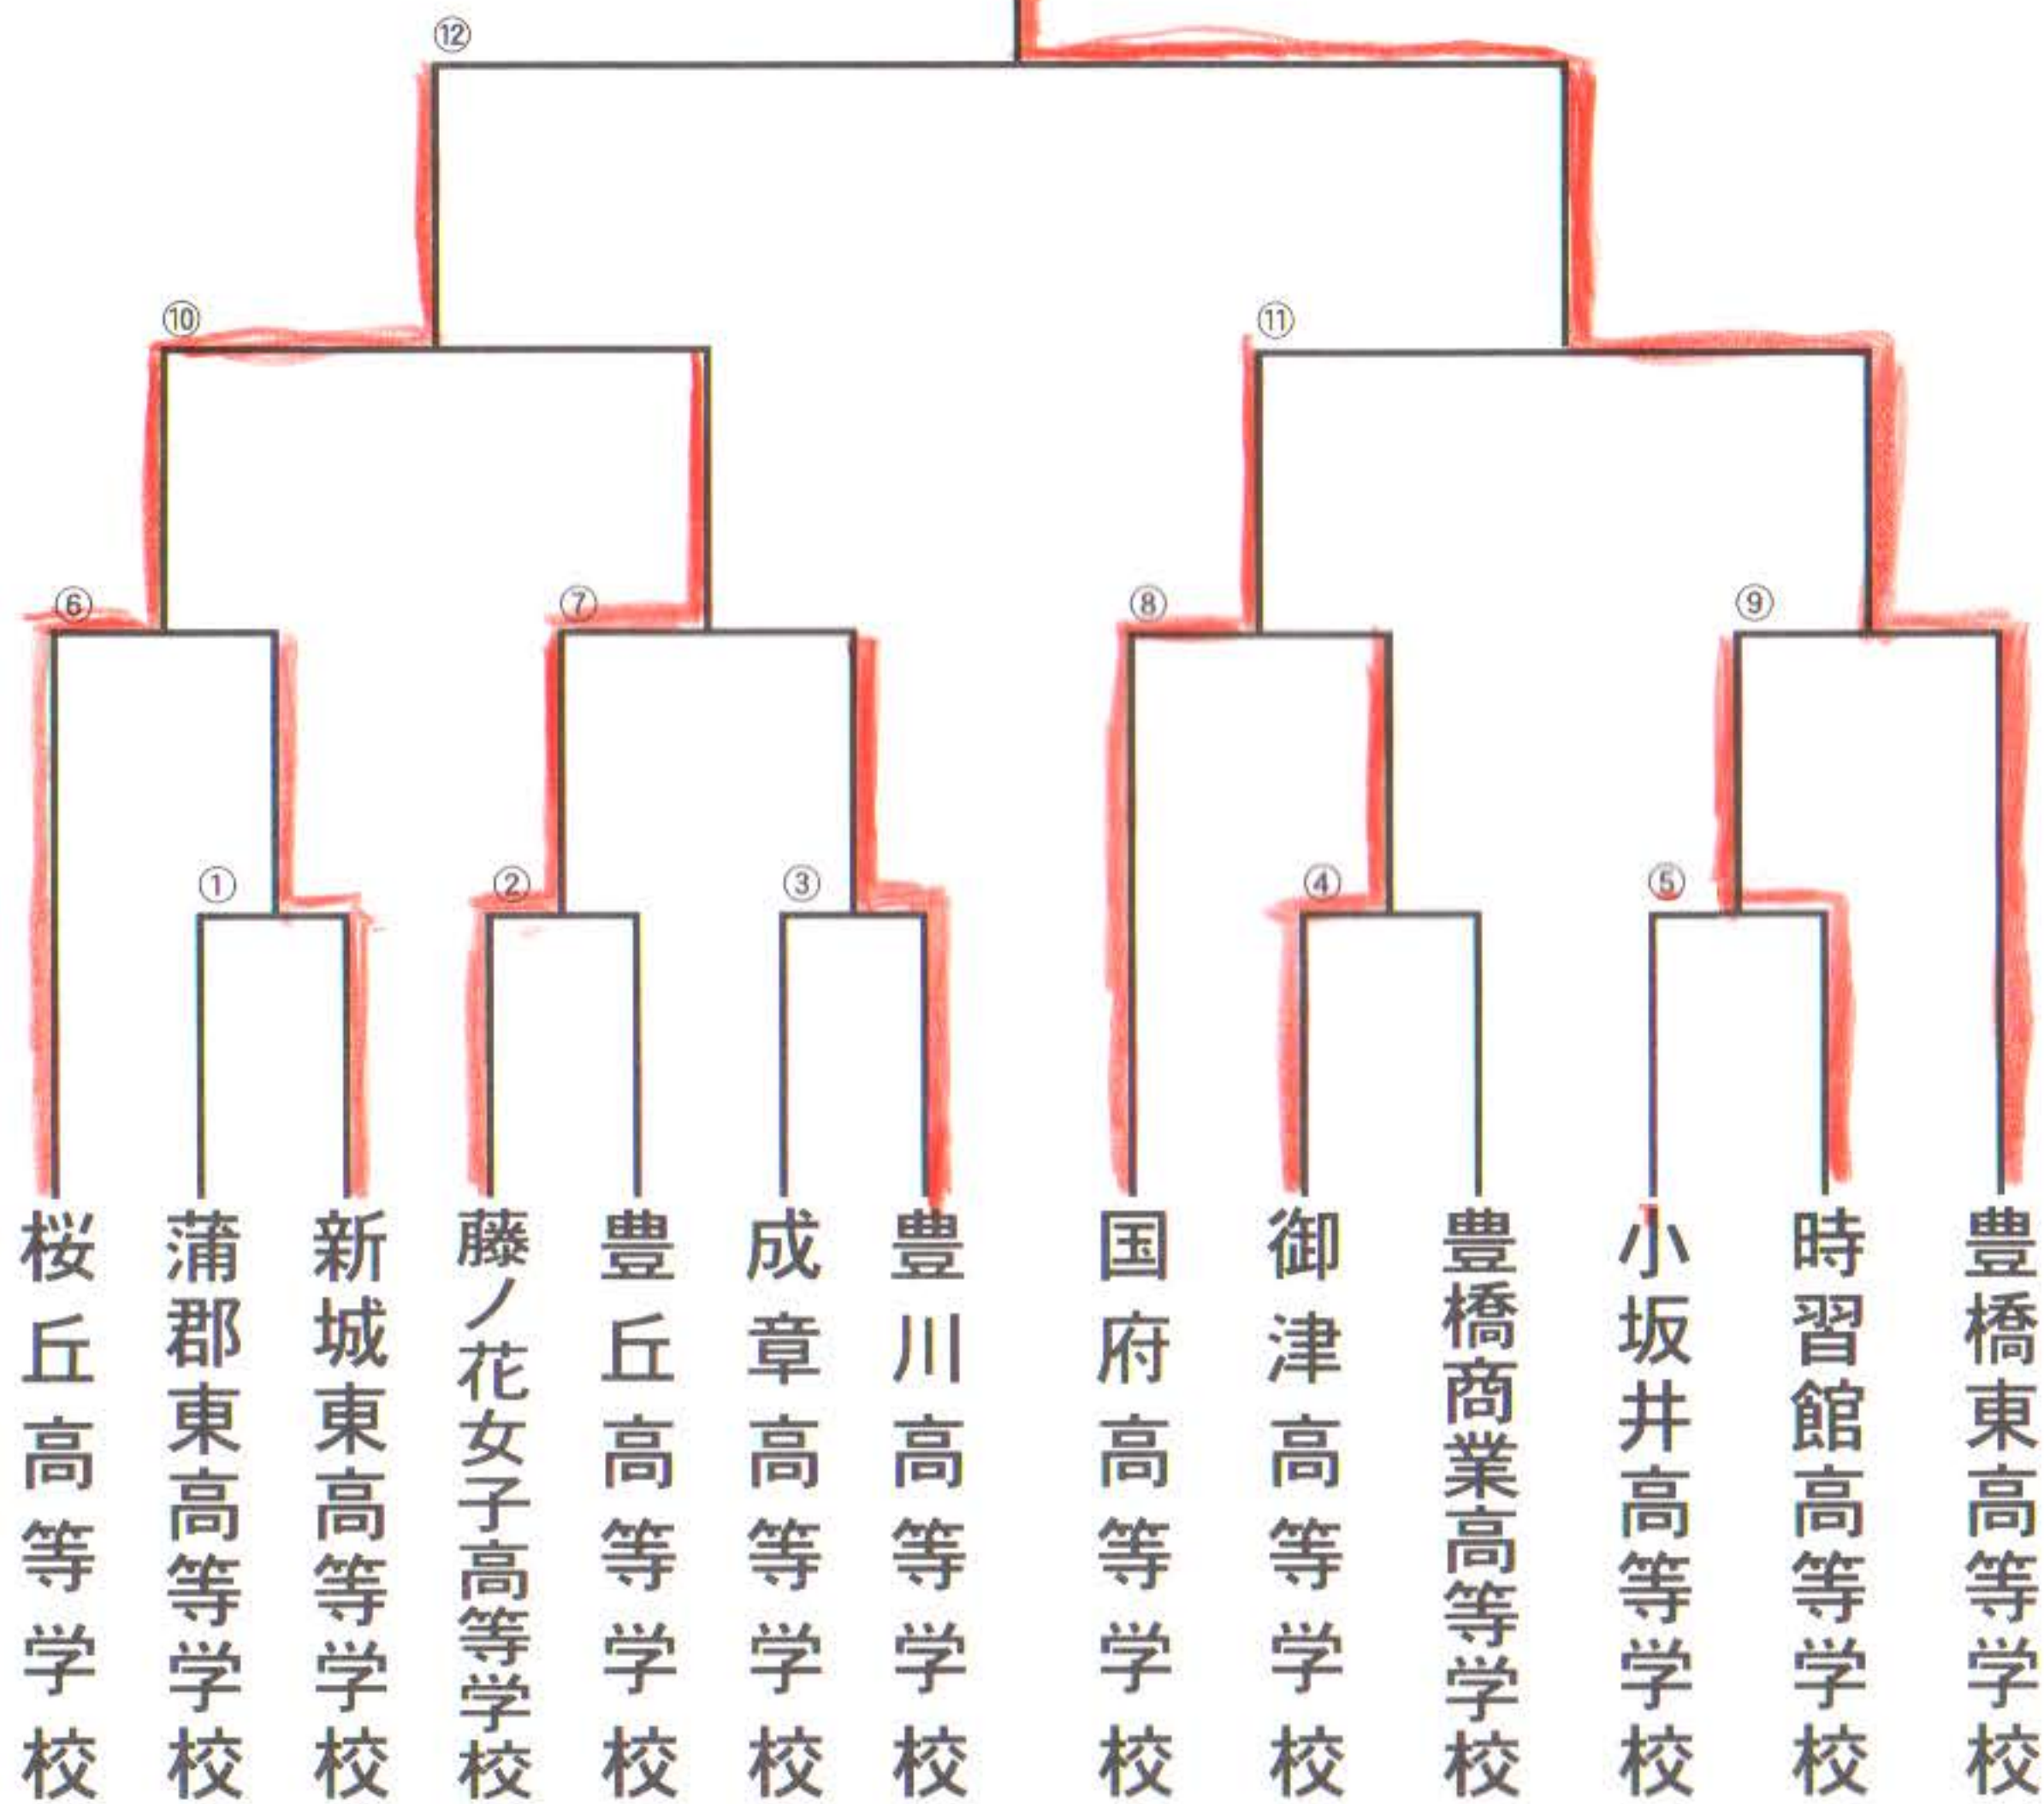 ⑫
⑩
⑪
⑥
⑦
⑧
⑨
①
②
③
④
⑤
桜丘高等学校
蒲郡東高等学校
新城東高等学校
藤ノ花女子高等学校
豊丘高等学校
成章高等学校
豊川高等学校
国府高等学校
御津高等学校
豊橋商業高等学校
小坂井高等学校
時習館高等学校
豊橋東高等学校